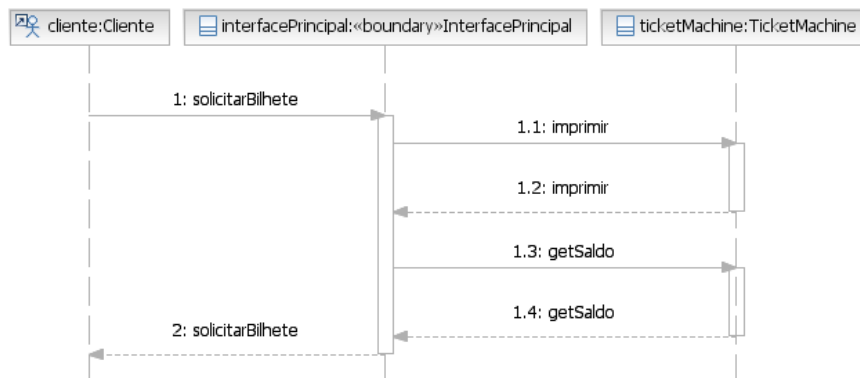 cliente:Cliente
interfacePrincipal:«boundary»InterfacePrincipal
ticketMachine:TicketMachine
1: solicitarBilhete
1.1: imprimir
1.2: imprimir
1.3: getSaldo
1.4: getSaldo
2: solicitarBilhete